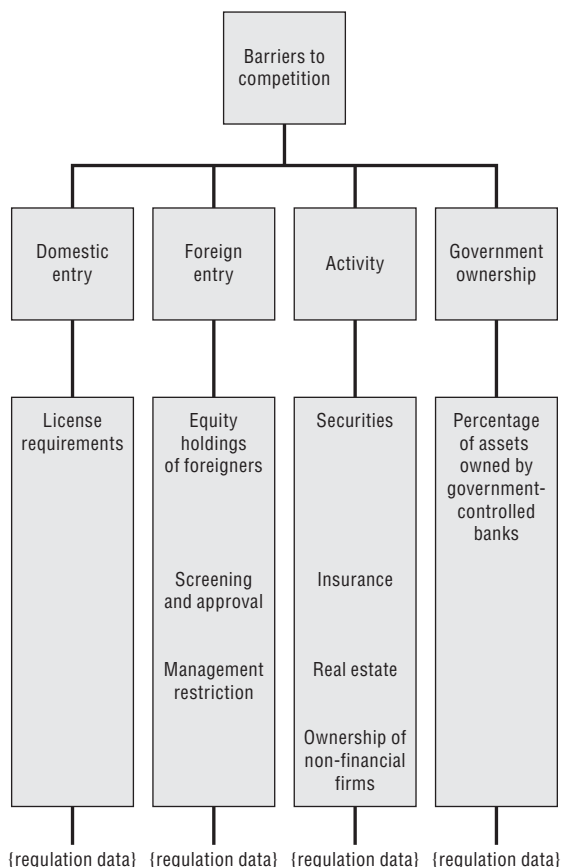 Barriers to
competition
Domestic
entry
Foreign
entry
Activity
Government
ownership
License
requirements
Equity
holdings
of foreigners
Screening
and approval
Management
restriction
Securities
Insurance
Real estate
Ownership of
non-financial
firms
Percentage
of assets
owned by
government-
controlled
banks
{regulation data} {regulation data} {regulation data} {regulation data}